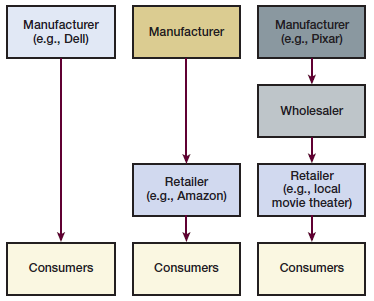 Manufacturer
(e.g., Dell)
Manufacturer
Manufacturer
(e.g., Pixar)
Wholesaler
Retailer
(e.g., Amazon)
Retailer
(e.g., local
movie theater)
Consumers
Consumers
Consumers